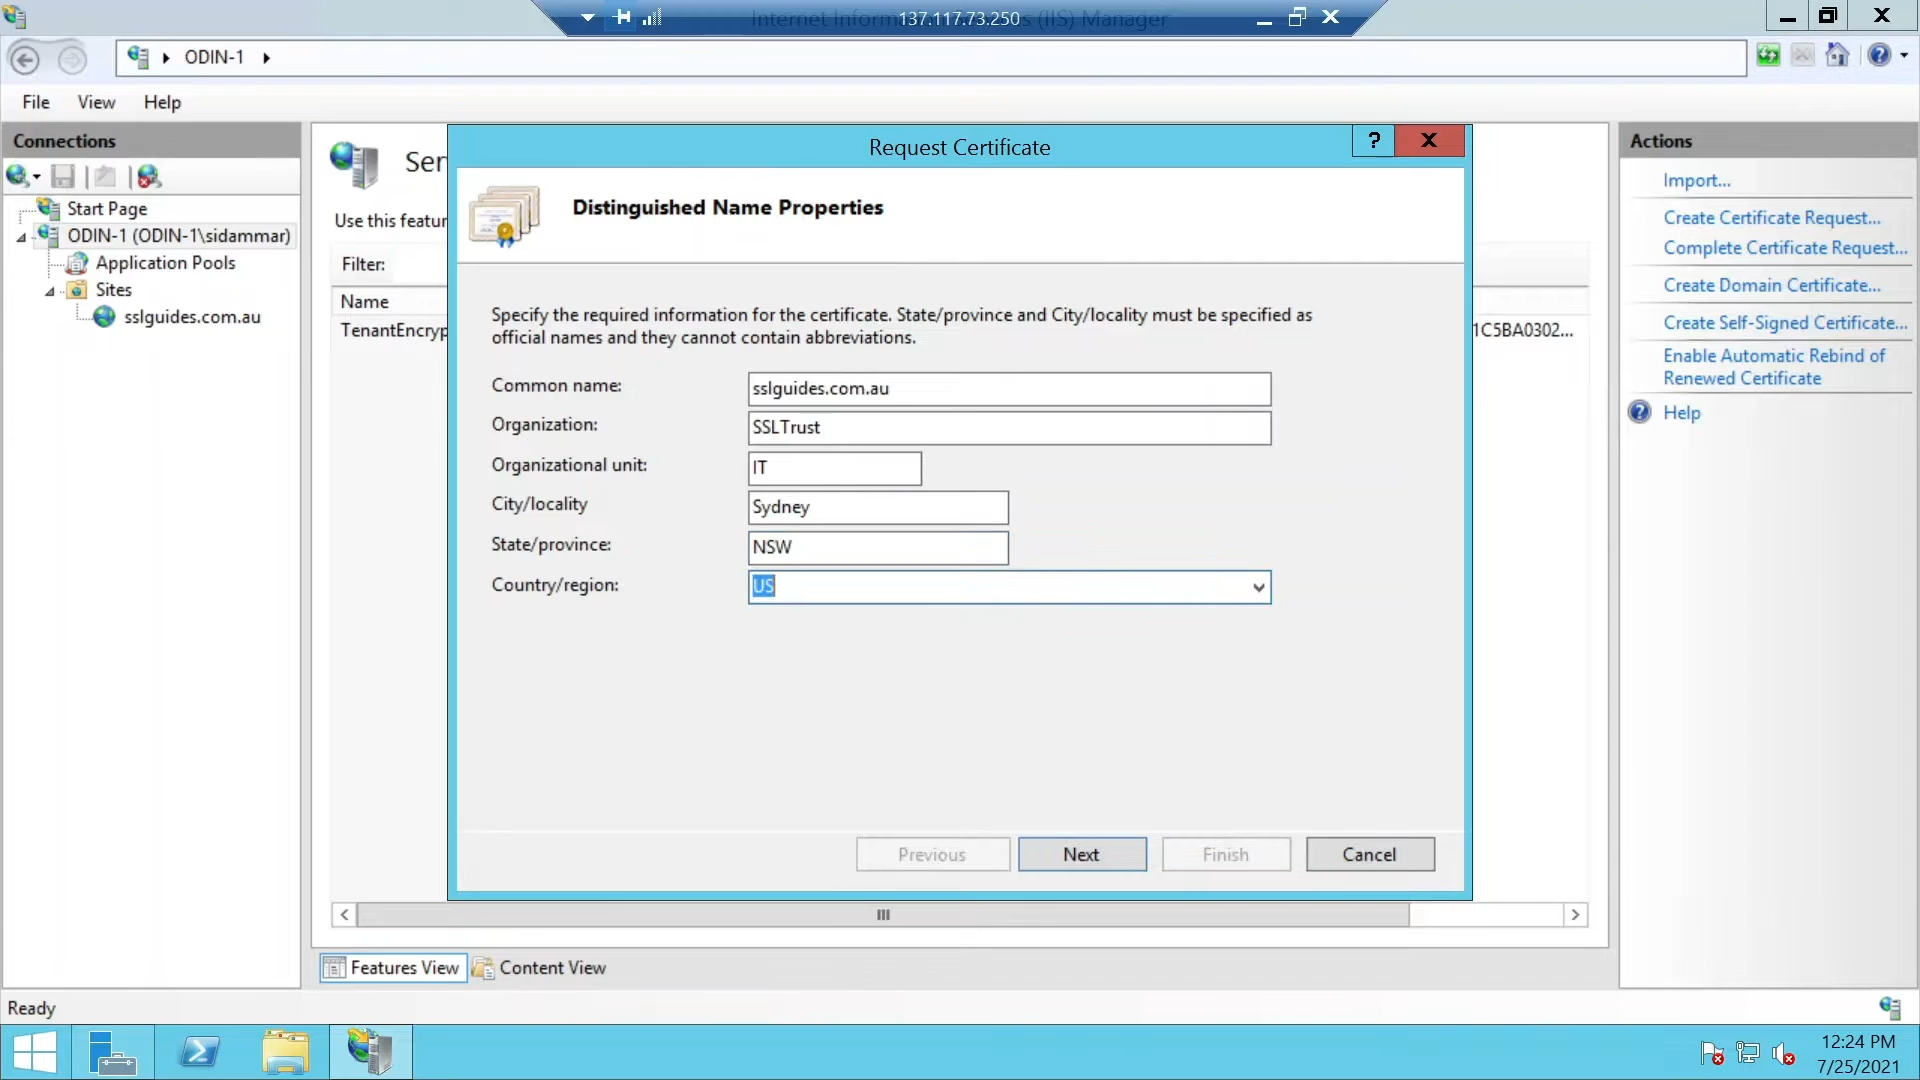 Internet Inform
137.117.73.250
s (IIS) Manager
ODIN-1
File View Help
Connections
Start Page
ODIN-1 (ODIN-1\sidammar)
Application Pools
Sites
sslguides.com.au
Ser
Use this featur
Filter:
Name
TenantEncryp
1C5BA0302...
Request Certificate
?
X
Distinguished Name Properties
Specify the required information for the certificate. State/province and City/locality must be specified as
official names and they cannot contain abbreviations.
Common name: sslguides.com.au
Organization: SSLTrust
Organizational unit: IT
City/locality Sydney
State/province: NSW
Country/region: US
Previous Next Finish Cancel
Features View Content View
Actions
Import...
Create Certificate Request...
Complete Certificate Request...
Create Domain Certificate...
Create Self-Signed Certificate...
Enable Automatic Rebind of
Renewed Certificate
Help
Ready
12:24 PM
7/25/2021